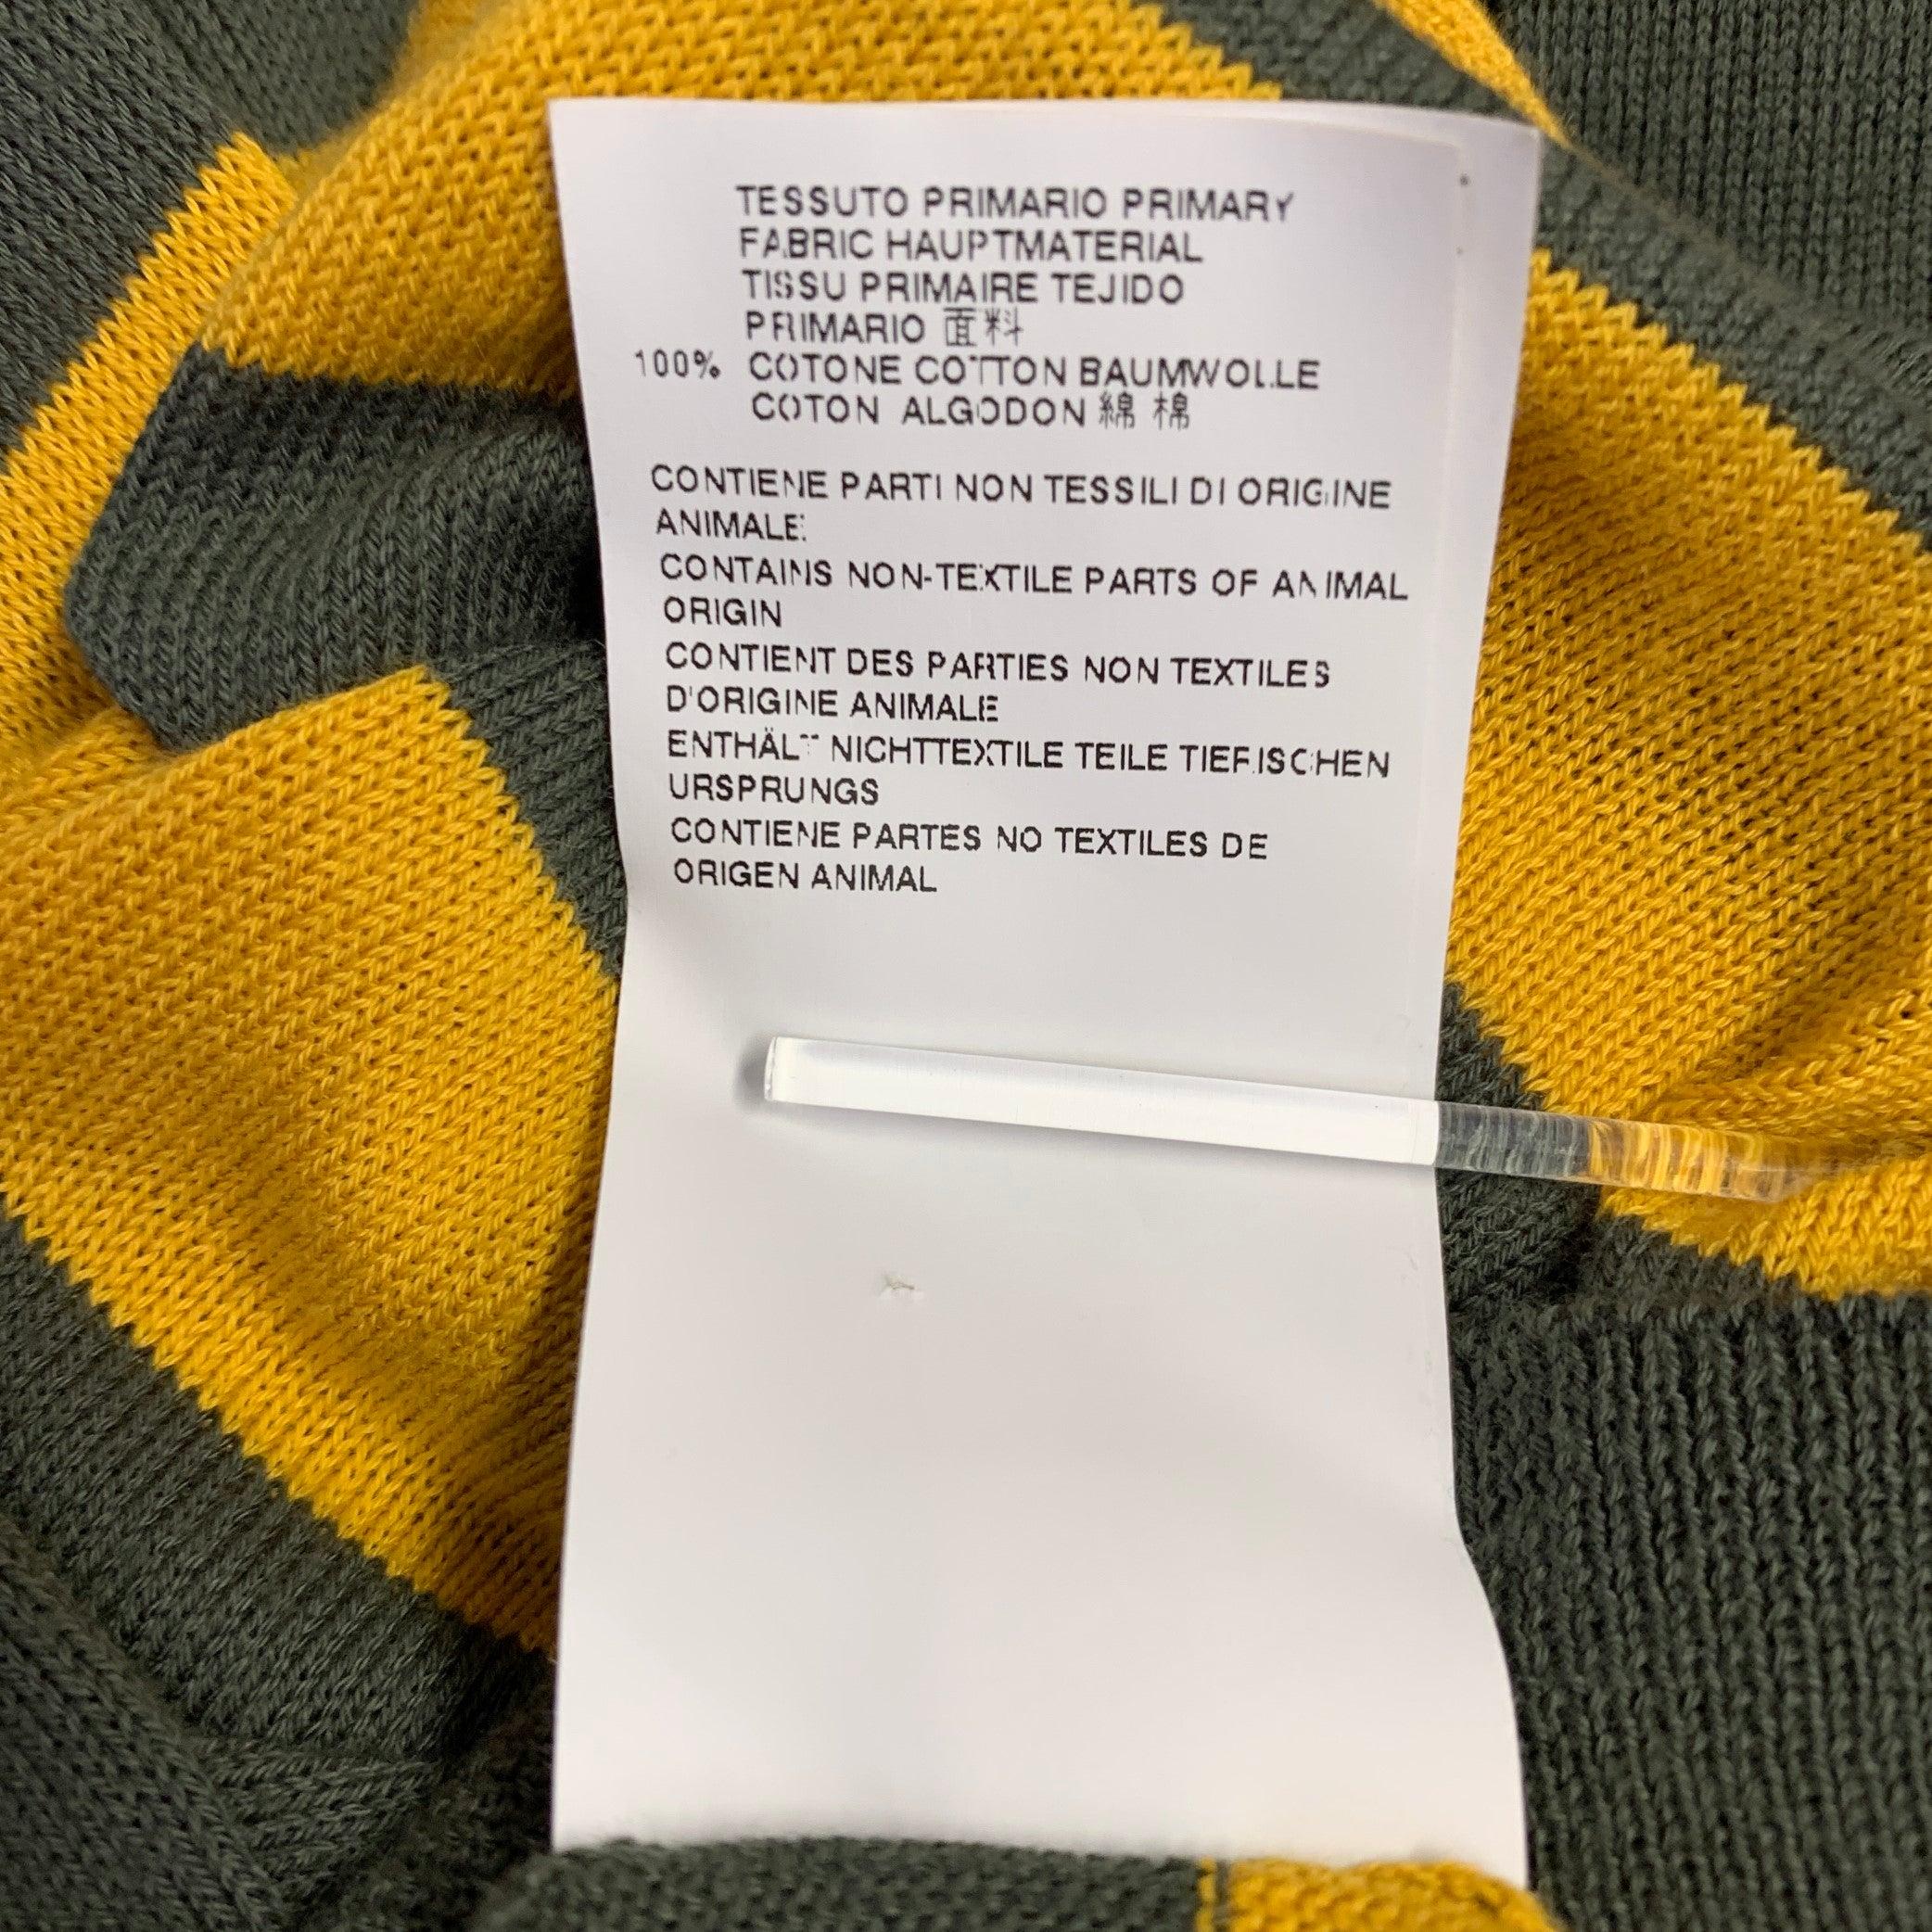 TESSUTO PRIMARIO PRIMARY
FABRIC HAUPTMATERIAL
TISSU PRIMAIRE TEJIDO
PRIMARIO 面料
100% COTONE COTTON BAUMWOLLE
COTON ALGODON 綿 棉
CONTIENE PARTI NON TESSILI DI ORIGINE
ANIMALE
CONTAINS NON-TEXTILE PARTS OF ANIMAL
ORIGIN
CONTIENT DES PARTIES NON TEXTILES
D'ORIGINE ANIMALE
ENTHÄLT NICHTTEXTILE TEILE TIERISCHEN
URSPRUNGS
CONTIENE PARTES NO TEXTILES DE
ORIGEN ANIMAL